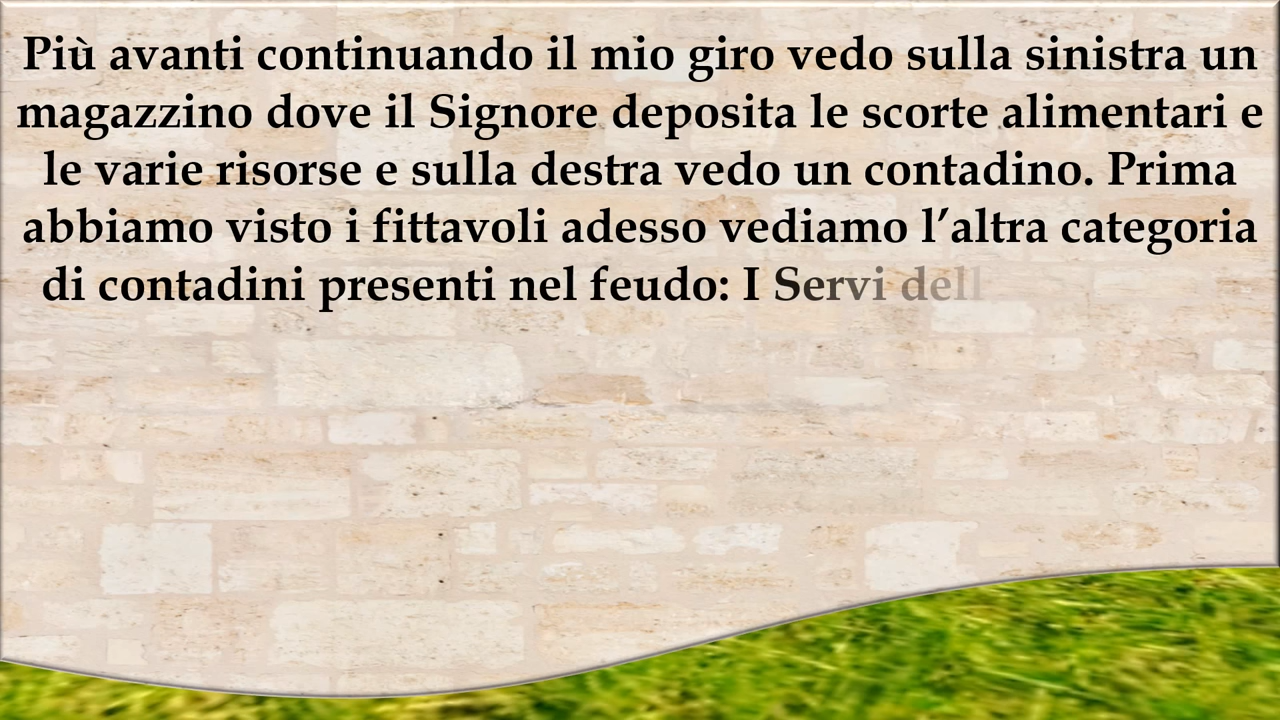 Più avanti continuando il mio giro vedo sulla sinistra un
magazzino dove il Signore deposita le scorte alimentari e
le varie risorse e sulla destra vedo un contadino. Prima
abbiamo visto i fittavoli adesso vediamo l’altra categoria
di contadini presenti nel feudo: I Servi dell